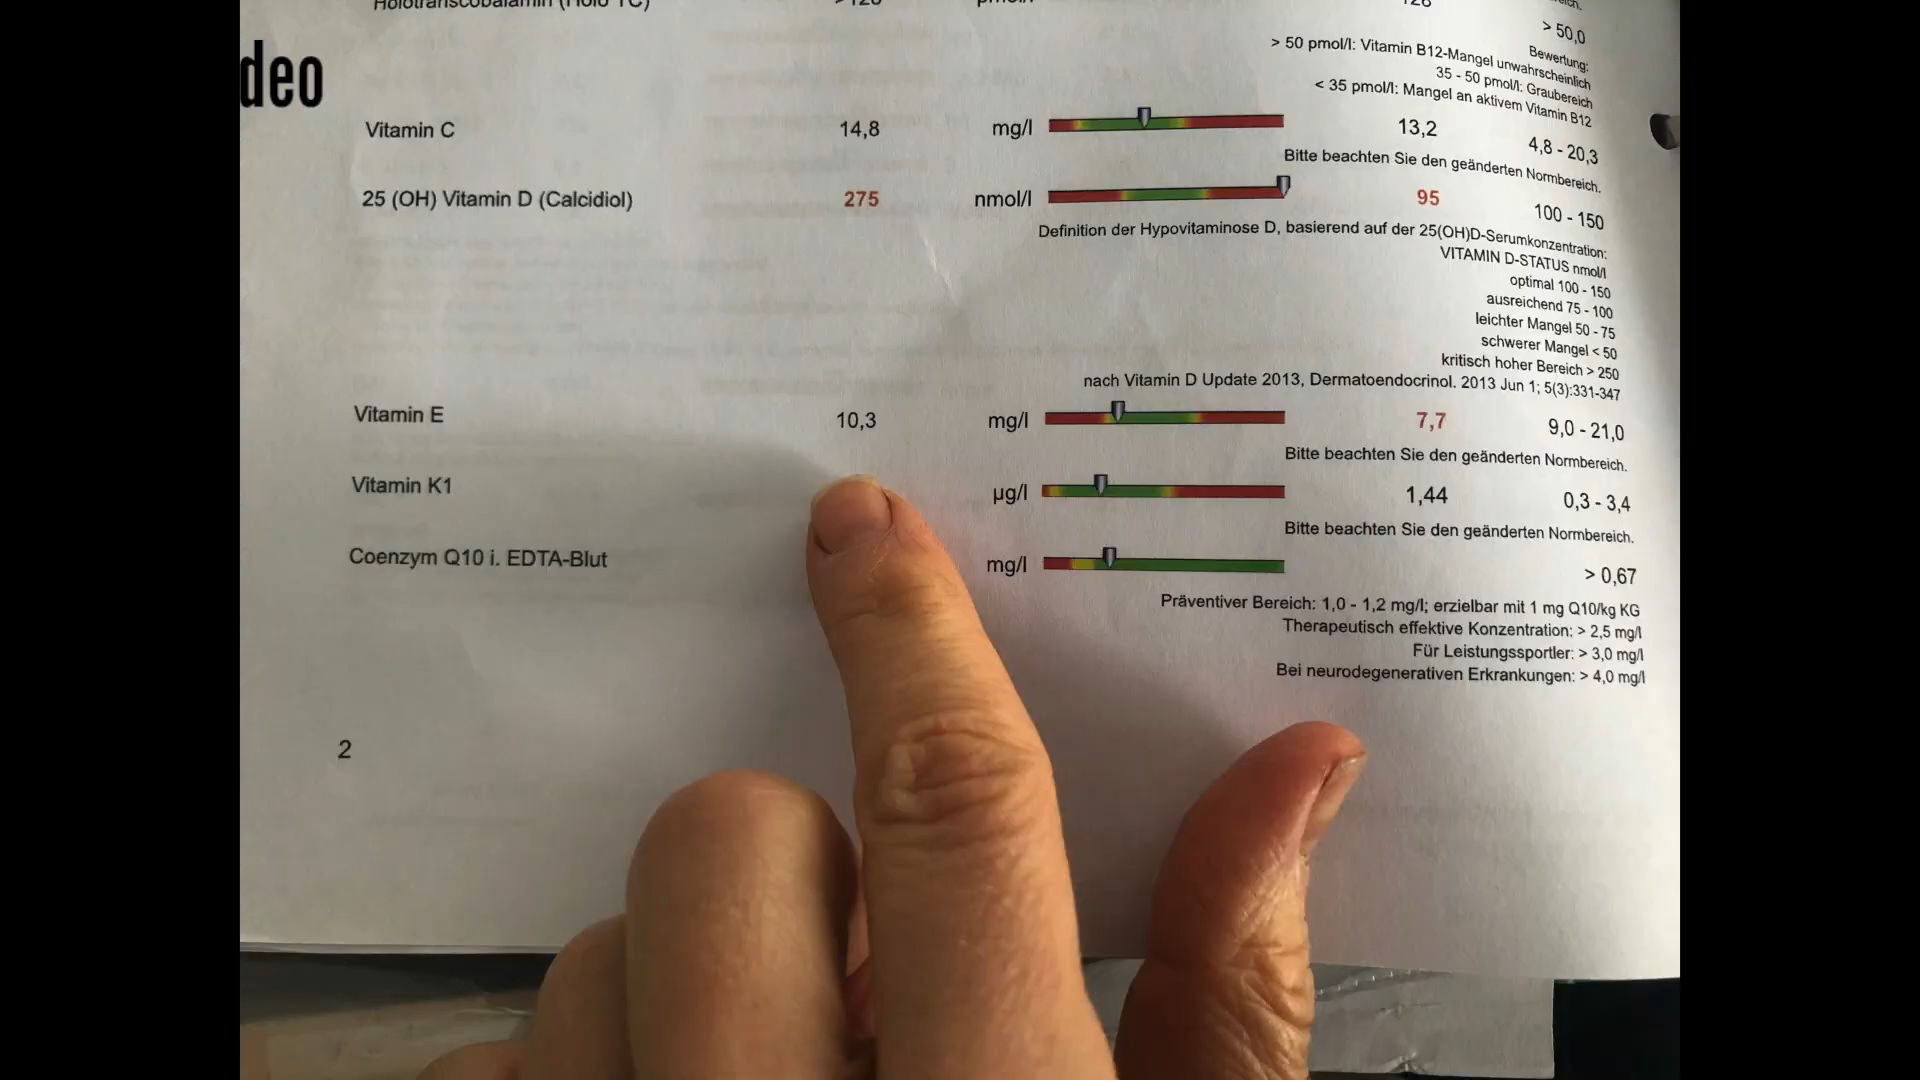 Holotranscobalamin (Holo TC) >128 pmol/l 128
> 50,0
Bewertung:
> 50 pmol/l: Vitamin B12-Mangel unwahrscheinlich
35 - 50 pmol/l: Graubereich
< 35 pmol/l: Mangel an aktivem Vitamin B12
deo
Vitamin C 14,8 mg/l 13,2 4,8 - 20,3
Bitte beachten Sie den geänderten Normbereich.
25 (OH) Vitamin D (Calcidiol) 275 nmol/l 95 100 - 150
Definition der Hypovitaminose D, basierend auf der 25(OH)D-Serumkonzentration:
VITAMIN D-STATUS nmol/l
optimal 100 - 150
ausreichend 75 - 100
leichter Mangel 50 - 75
schwerer Mangel < 50
kritisch hoher Bereich > 250
nach Vitamin D Update 2013, Dermatoendocrinol. 2013 Jun 1; 5(3):331-347
Vitamin E 10,3 mg/l 7,7 9,0 - 21,0
Bitte beachten Sie den geänderten Normbereich.
Vitamin K1 µg/l 1,44 0,3 - 3,4
Bitte beachten Sie den geänderten Normbereich.
Coenzym Q10 i. EDTA-Blut mg/l > 0,67
Präventiver Bereich: 1,0 - 1,2 mg/l; erzielbar mit 1 mg Q10/kg KG
Therapeutisch effektive Konzentration: > 2,5 mg/l
Für Leistungssportler: > 3,0 mg/l
Bei neurodegenerativen Erkrankungen: > 4,0 mg/l
2